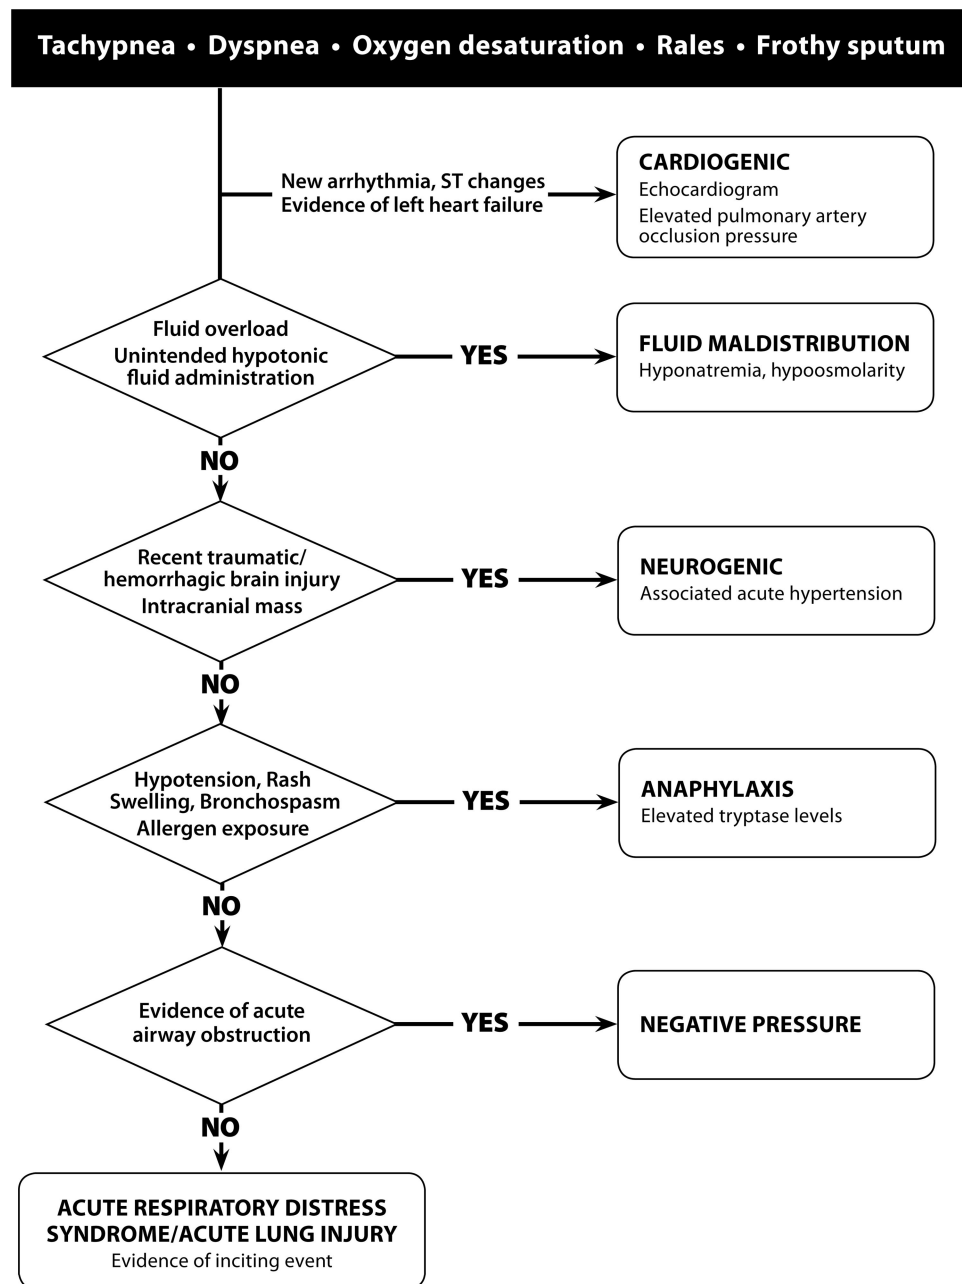 Tachypnea • Dyspnea • Oxygen desaturation • Rales • Frothy sputum
New arrhythmia, ST changes
Evidence of left heart failure
CARDIOGENIC
Echocardiogram
Elevated pulmonary artery
occlusion pressure
Fluid overload
Unintended hypotonic
fluid administration
YES
FLUID MALDISTRIBUTION
Hyponatremia, hypoosmolarity
NO
Recent traumatic/
hemorrhagic brain injury
Intracranial mass
YES
NEUROGENIC
Associated acute hypertension
NO
Hypotension, Rash
Swelling, Bronchospasm
Allergen exposure
YES
ANAPHYLAXIS
Elevated tryptase levels
NO
Evidence of acute
airway obstruction
YES
NEGATIVE PRESSURE
NO
ACUTE RESPIRATORY DISTRESS
SYNDROME/ACUTE LUNG INJURY
Evidence of inciting event